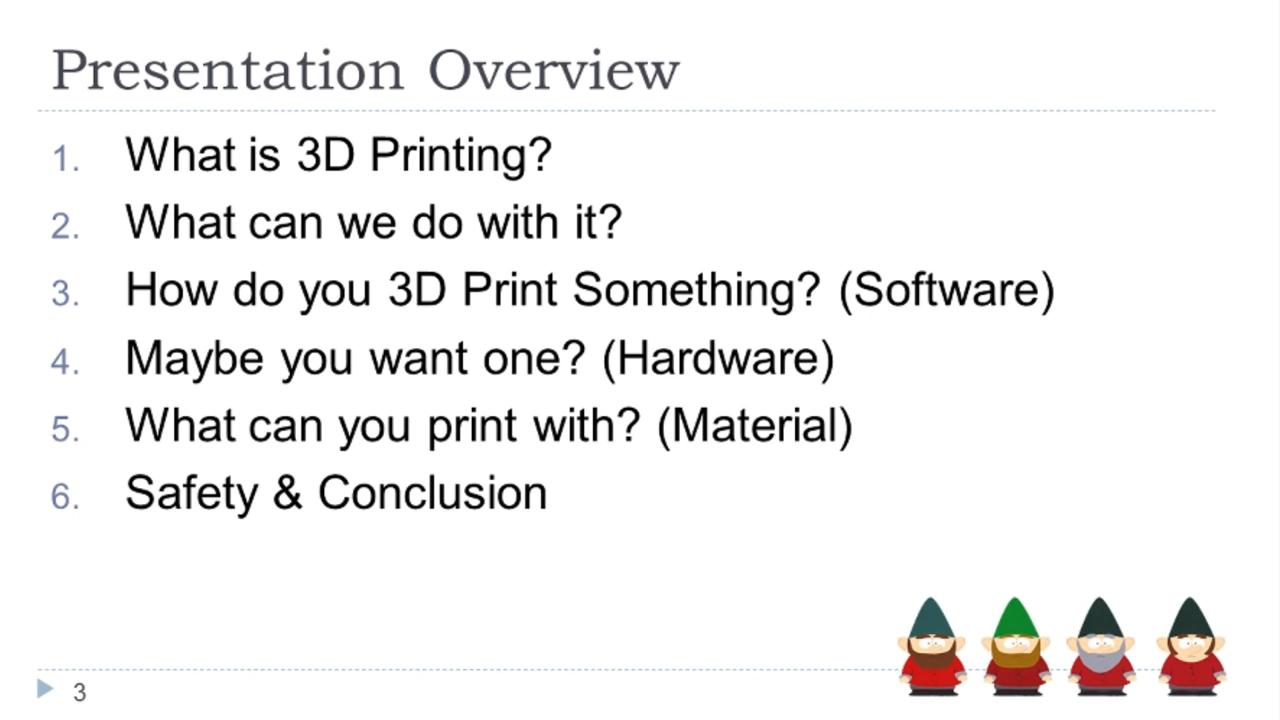 Presentation Overview
1. What is 3D Printing?
2. What can we do with it?
3. How do you 3D Print Something? (Software)
4. Maybe you want one? (Hardware)
5. What can you print with? (Material)
6. Safety & Conclusion
3